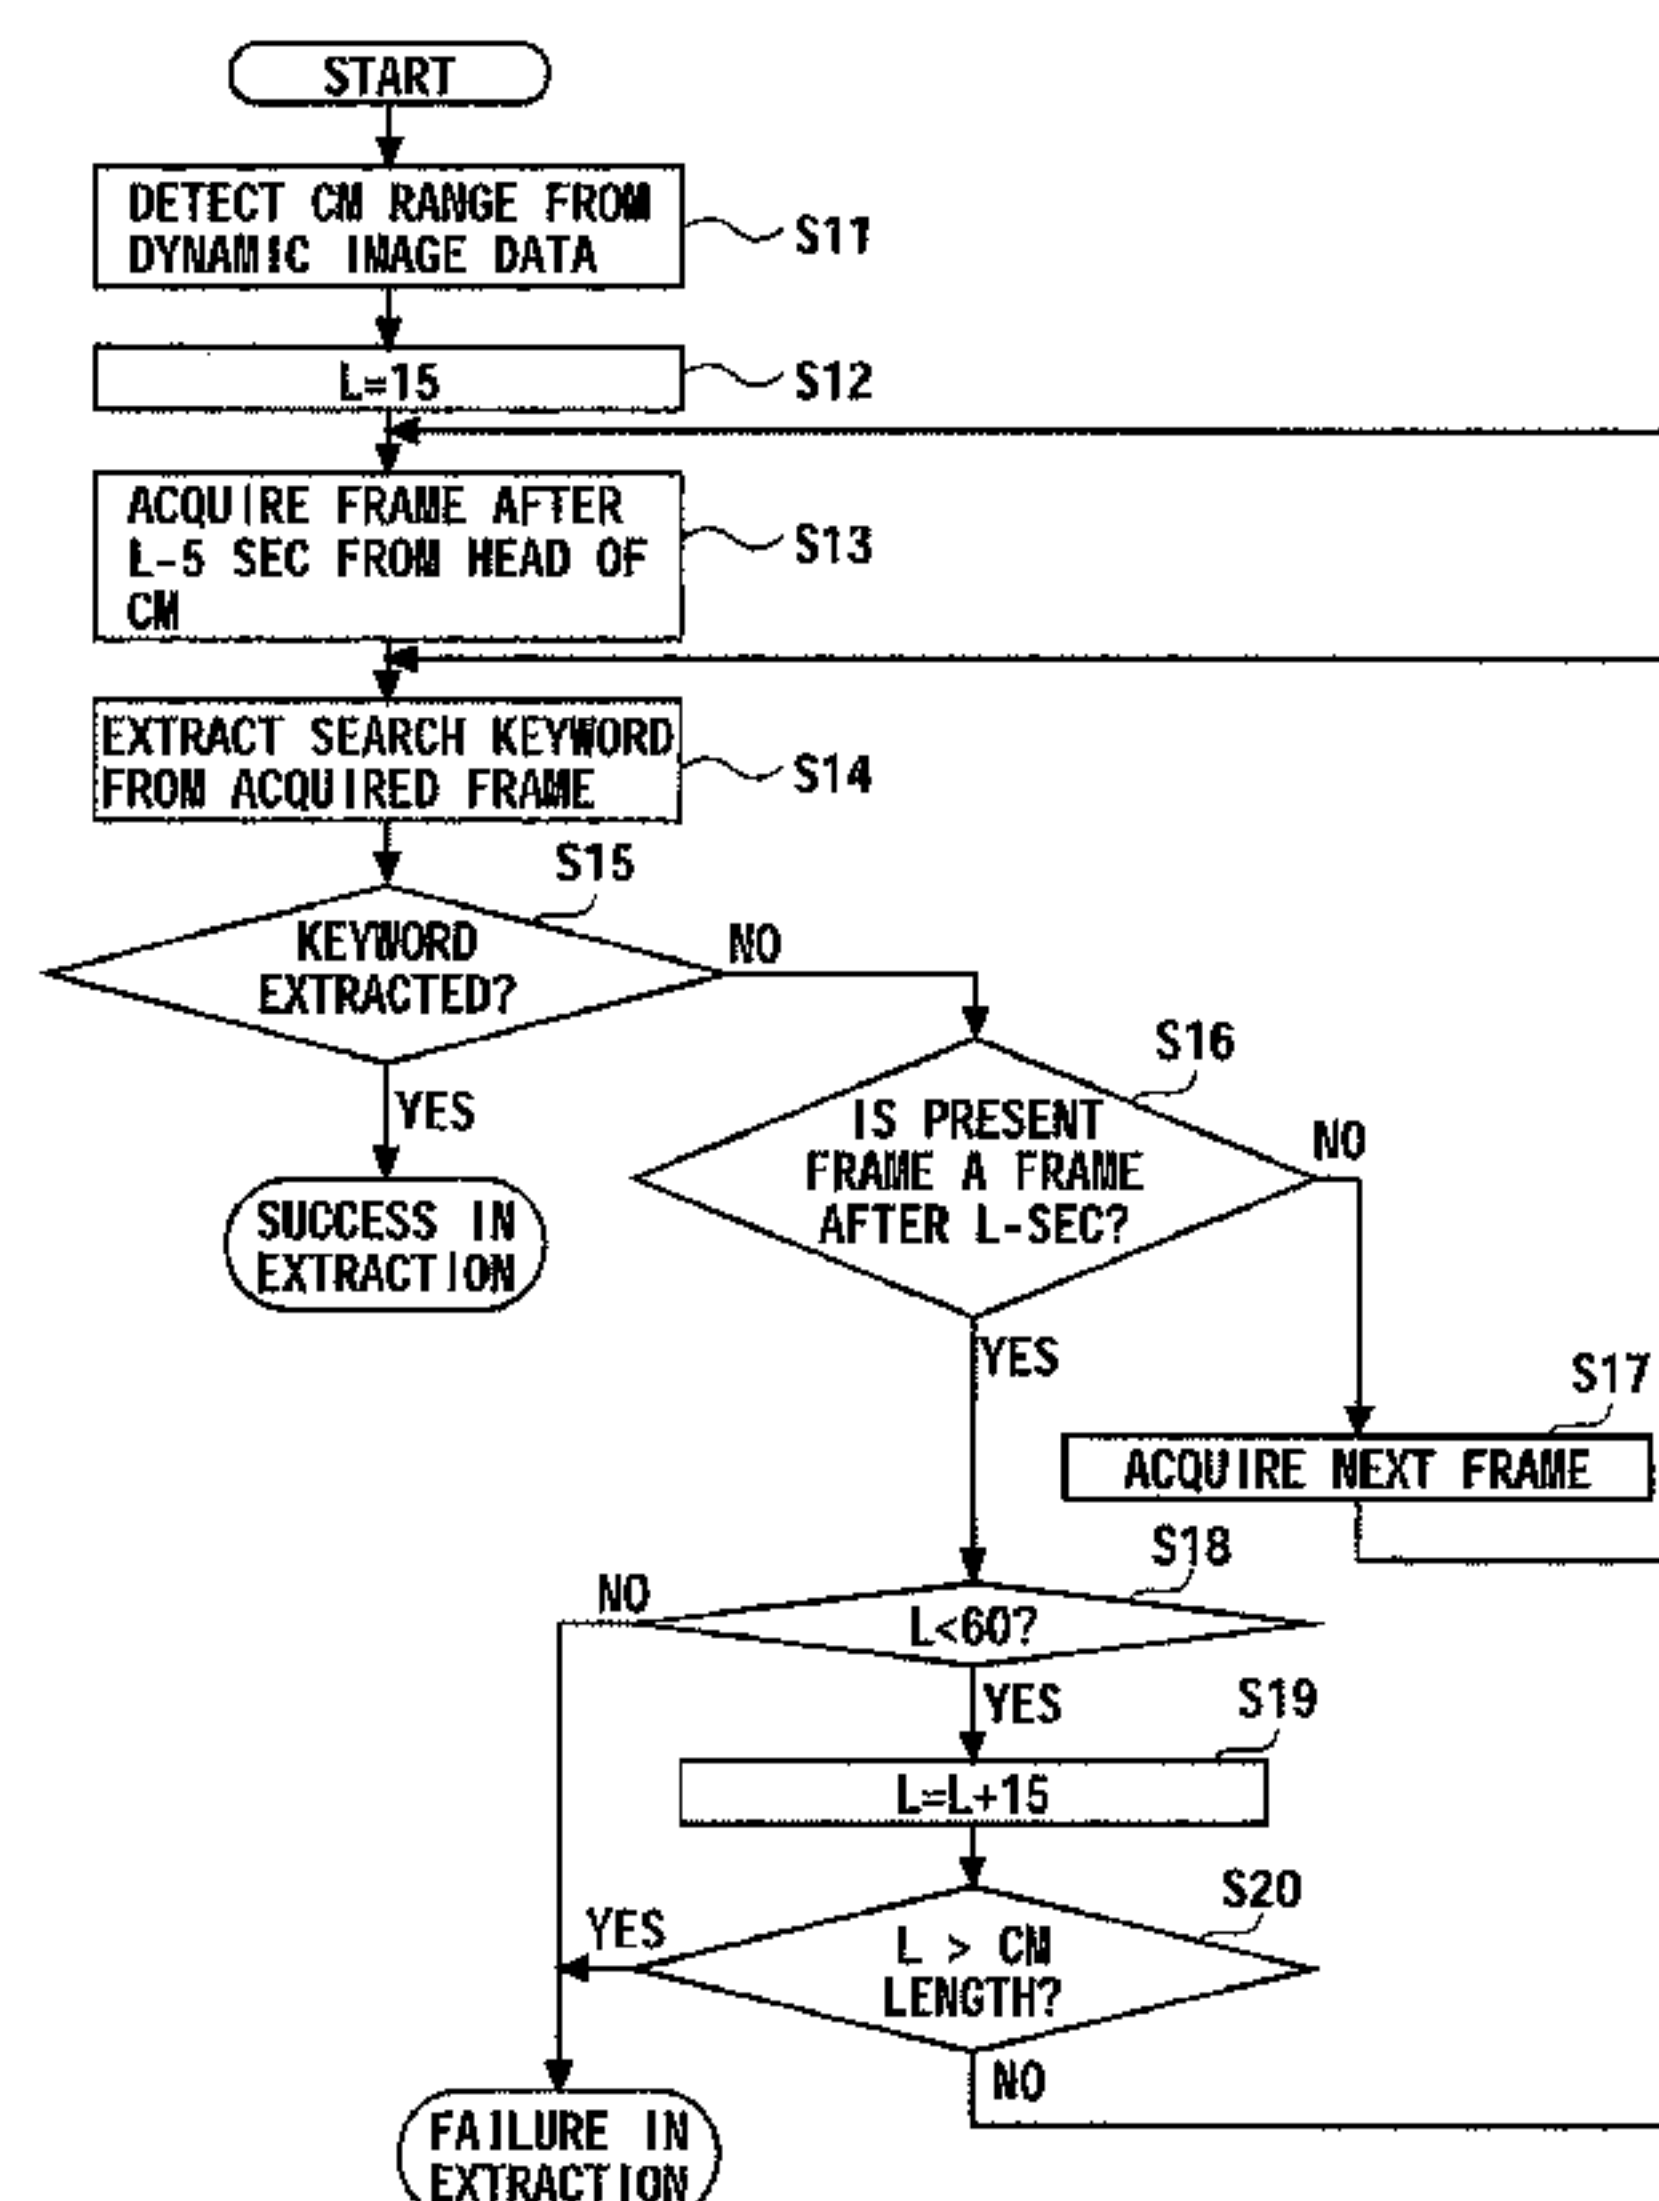 START
DETECT CM RANGE FROM
DYNAMIC IMAGE DATA
S11
L=15
S12
ACQUIRE FRAME AFTER
L-5 SEC FROM HEAD OF
CM
S13
EXTRACT SEARCH KEYWORD
FROM ACQUIRED FRAME
S14
S15
KEYWORD
EXTRACTED?
NO
YES
SUCCESS IN
EXTRACTION
S16
IS PRESENT
FRAME A FRAME
AFTER L-SEC?
NO
YES
S17
ACQUIRE NEXT FRAME
S18
L<60?
NO
YES
S19
L=L+15
S20
L > CM
LENGTH?
YES
NO
FAILURE IN
EXTRACTION